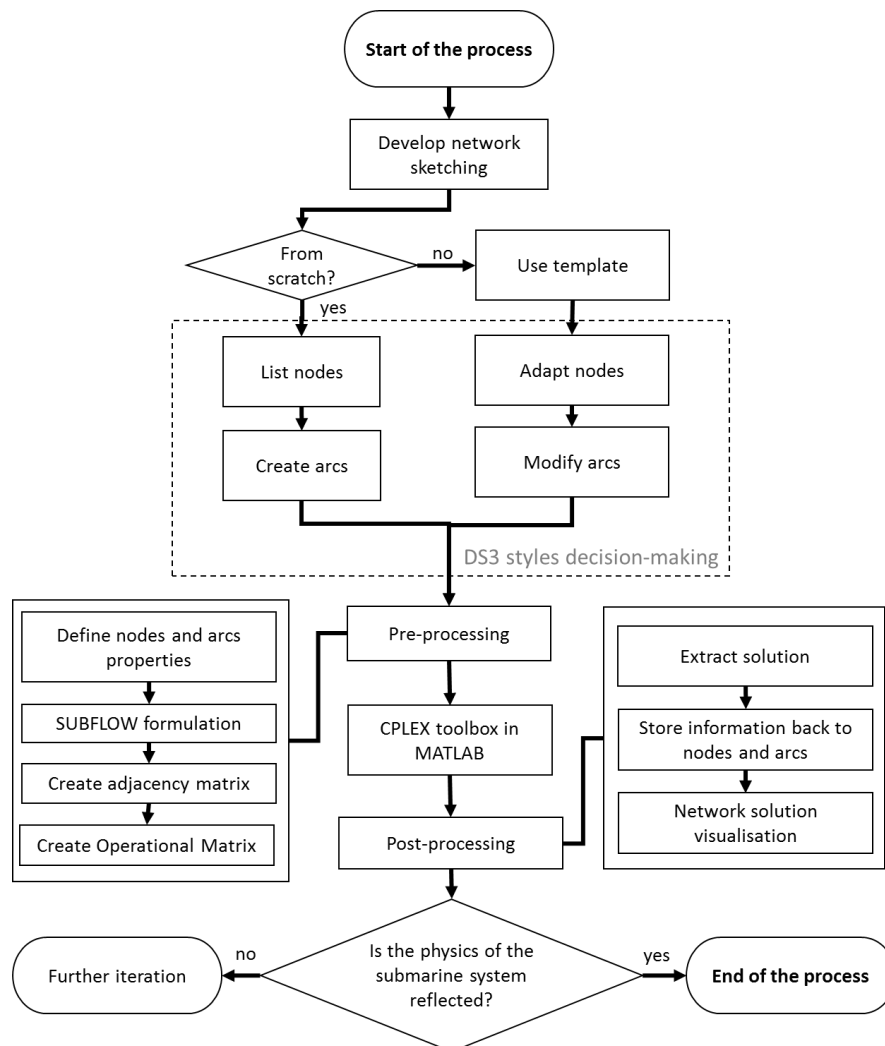 Start of the process
Develop network
sketching
From
scratch?
no
Use template
yes
List nodes
Adapt nodes
Create arcs
Modify arcs
DS3 styles decision-making
Define nodes and arcs
properties
SUBFLOW formulation
Create adjacency matrix
Create Operational Matrix
Pre-processing
CPLEX toolbox in
MATLAB
Post-processing
Extract solution
Store information back to
nodes and arcs
Network solution
visualisation
Is the physics of the
submarine system
reflected?
no
Further iteration
yes
End of the process